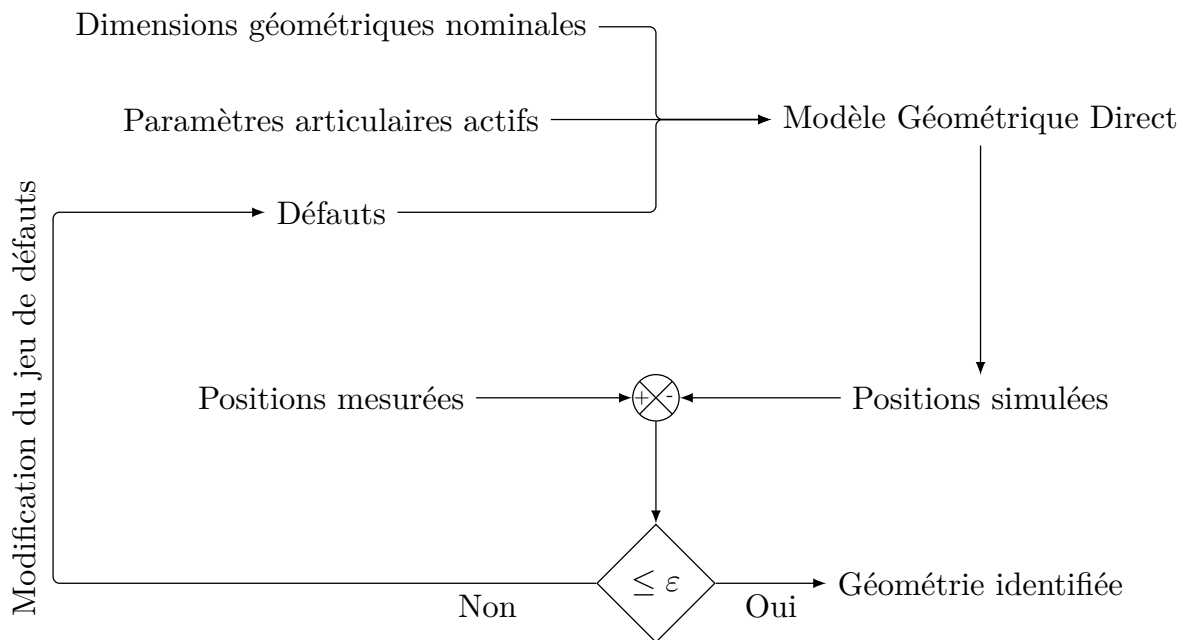 Dimensions géométriques nominales
Paramètres articulaires actifs
Modèle Géométrique Direct
Défauts
Modification du jeu de défauts
Positions mesurées
+
-
Positions simulées
≤ ε
Non
Oui
Géométrie identifiée